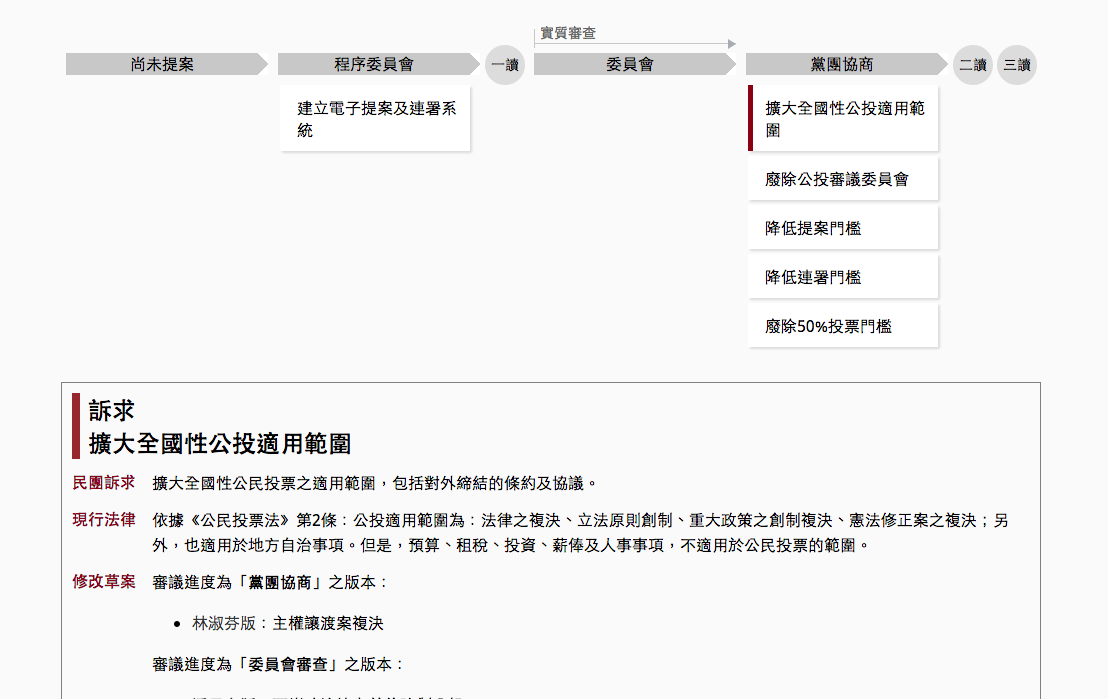 實質審查
尚未提案
程序委員會
一讀
委員會
黨團協商
二讀
三讀
建立電子提案及連署系
統
擴大全國性公投適用範
圍
廢除公投審議委員會
降低提案門檻
降低連署門檻
廢除50%投票門檻
訴求
擴大全國性公投適用範圍
民團訴求 擴大全國性公民投票之適用範圍，包括對外締結的條約及協議。
現行法律 依據《公民投票法》第2條：公投適用範圍為：法律之複決、立法原則創制、重大政策之創制複決、憲法修正案之複決；另
外，也適用於地方自治事項。但是，預算、租稅、投資、薪俸及人事事項，不適用於公民投票的範圍。
修改草案 審議進度為「黨團協商」之版本：
• 林淑芬版：主權讓渡案複決
審議進度為「委員會審查」之版本：